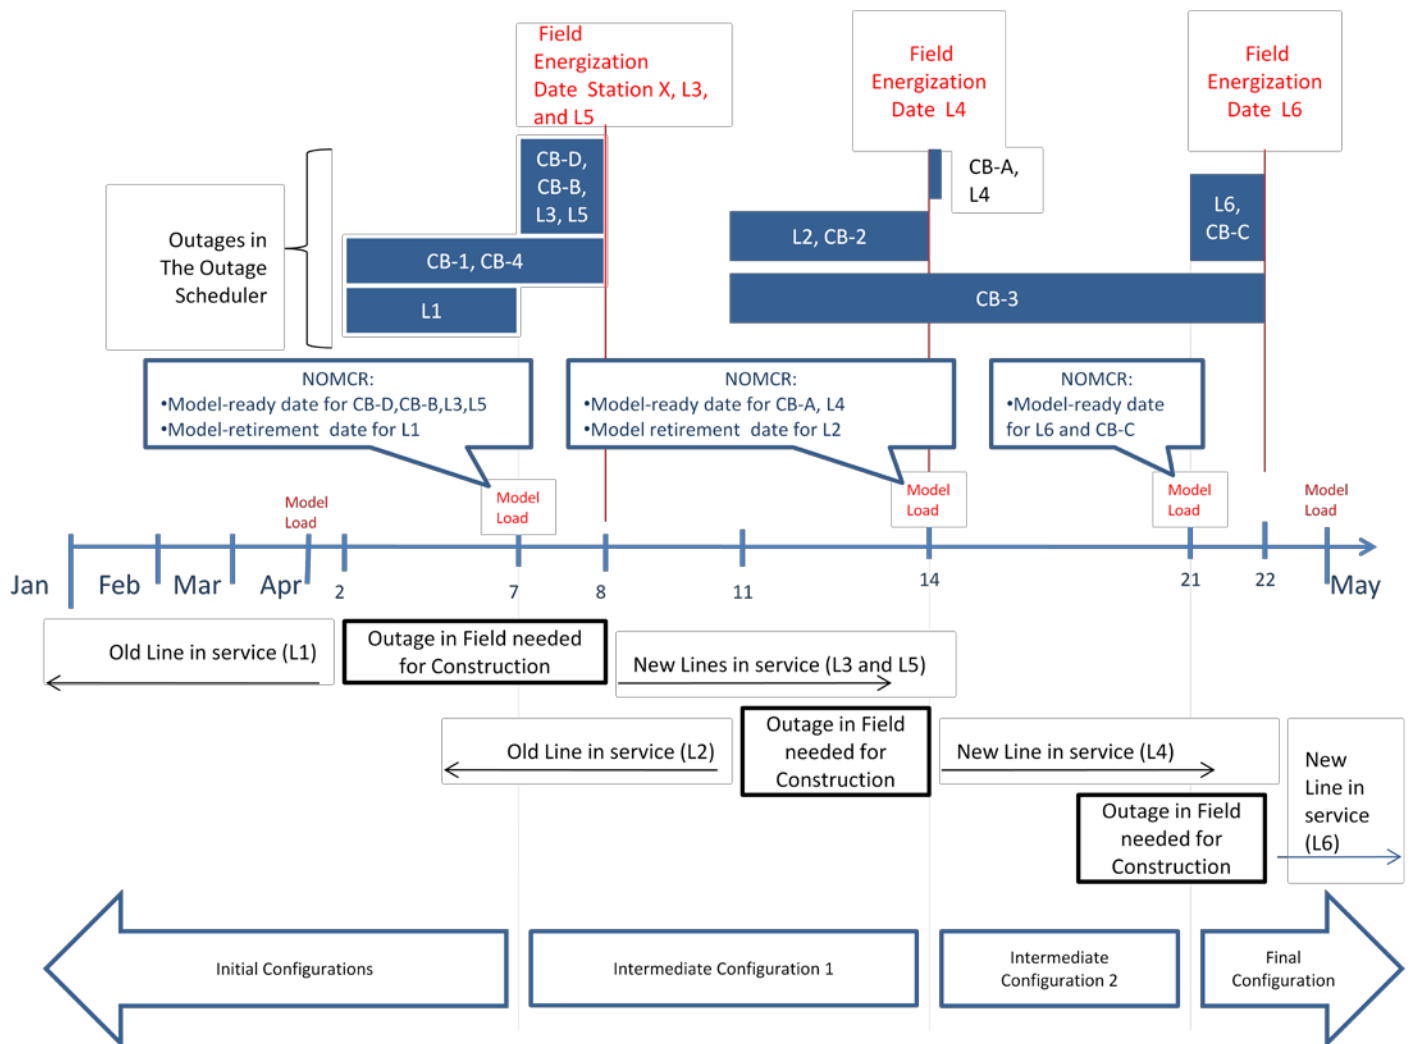 Field
Energization
Date  Station X, L3,
and L5
Field
Energization
Date  L4
Field
Energization
Date  L6
Outages in
The Outage
Scheduler
CB-D,
CB-B,
L3, L5
CB-1, CB-4
L1
CB-A,
L4
L2, CB-2
L6,
CB-C
CB-3
NOMCR:
•Model-ready date for CB-D,CB-B,L3,L5
•Model-retirement  date for L1
NOMCR:
•Model-ready date for CB-A, L4
•Model retirement  date for L2
NOMCR:
•Model-ready date
for L6 and CB-C
Model
Load
Model
Load
Model
Load
Model
Load
Model
Load
Jan
Feb
Mar
Apr
2
7
8
11
14
21
22
May
Old Line in service (L1)
Outage in Field needed
for Construction
New Lines in service (L3 and L5)
Old Line in service (L2)
Outage in Field
needed for
Construction
New Line in service (L4)
Outage in Field
needed for
Construction
New
Line in
service
(L6)
Initial Configurations
Intermediate Configuration 1
Intermediate
Configuration 2
Final
Configuration